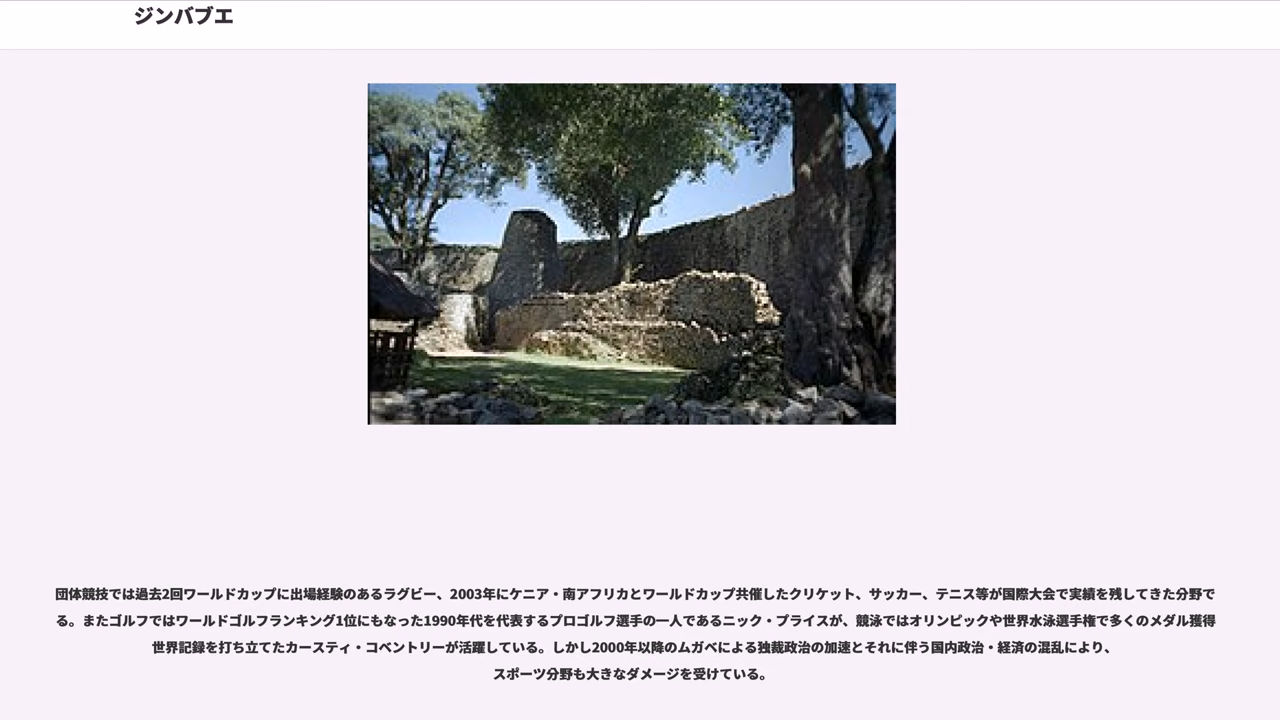 ジンバブエ
団体競技では過去2回ワールドカップに出場経験のあるラグビー、2003年にケニア・南アフリカとワールドカップ共催したクリケット、サッカー、テニス等が国際大会で実績を残してきた分野で
る。またゴルフではワールドゴルフランキング1位にもなった1990年代を代表するプロゴルフ選手の一人であるニック・プライスが、競泳ではオリンピックや世界水泳選手権で多くのメダル獲得
世界記録を打ち立てたカースティ・コベントリーが活躍している。しかし2000年以降のムガベによる独裁政治の加速とそれに伴う国内政治・経済の混乱により、
スポーツ分野も大きなダメージを受けている。